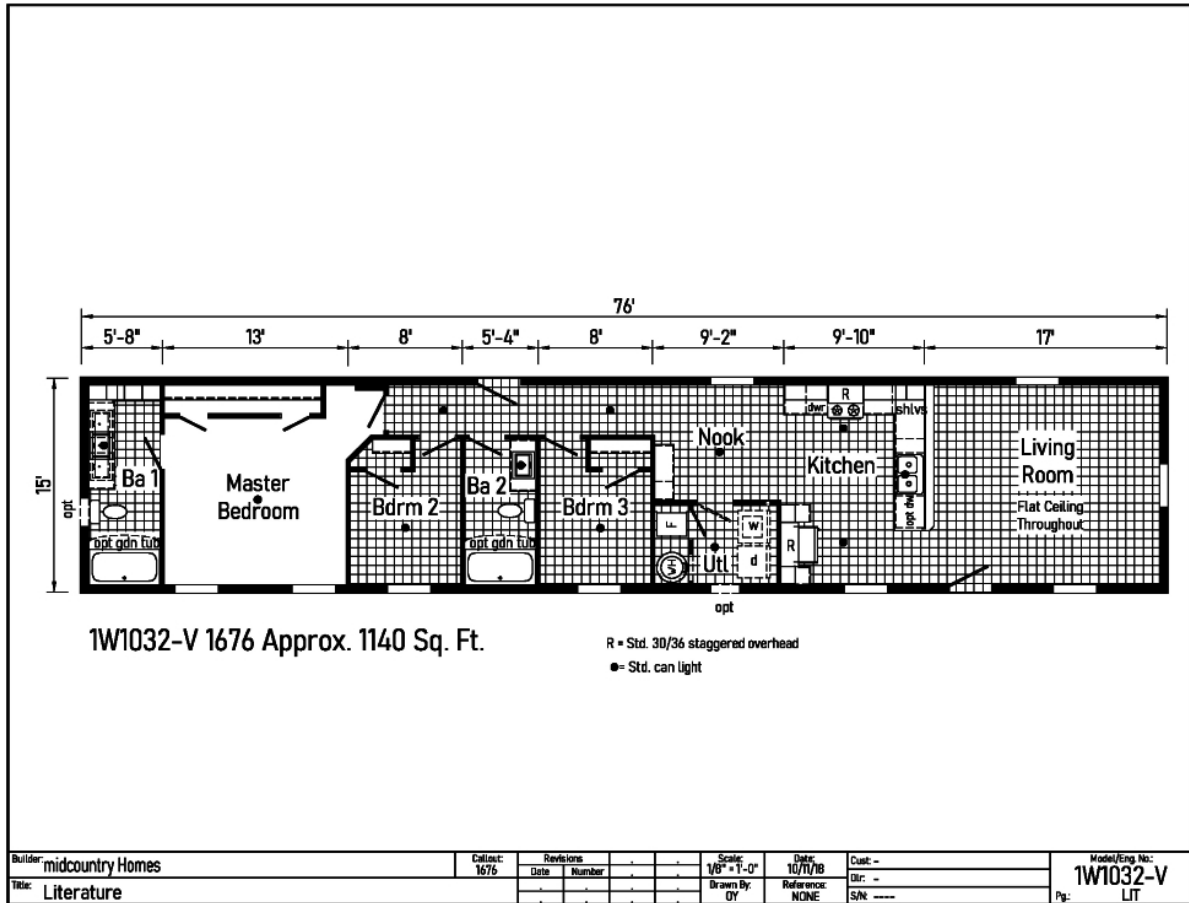 76'
5'-8" 13' 8' 5'-4" 8' 9'-2" 9'-10" 17'
15'
R
dwr
shlvs
Nook
Kitchen
Living
Room
Flat Ceiling
Throughout
Ba 1
Master
Bedroom
Bdrm 2
Ba 2
Bdrm 3
opt
opt dw
F
W
d
R
WH
Utl
opt gdn tub
opt gdn tub
opt
1W1032-V 1676 Approx. 1140 Sq. Ft.
R = Std. 30/36 staggered overhead
●= Std. can light
Builder: midcountry Homes
Title: Literature
Callout:
1676
Revisions
Date Number
Scale:
1/8" = 1'-0"
Drawn By:
OY
Date:
10/11/18
Reference:
NONE
Cust: -
Dlr: -
S/N: ----
Model/Eng. No.:
1W1032-V
Pg.: LIT